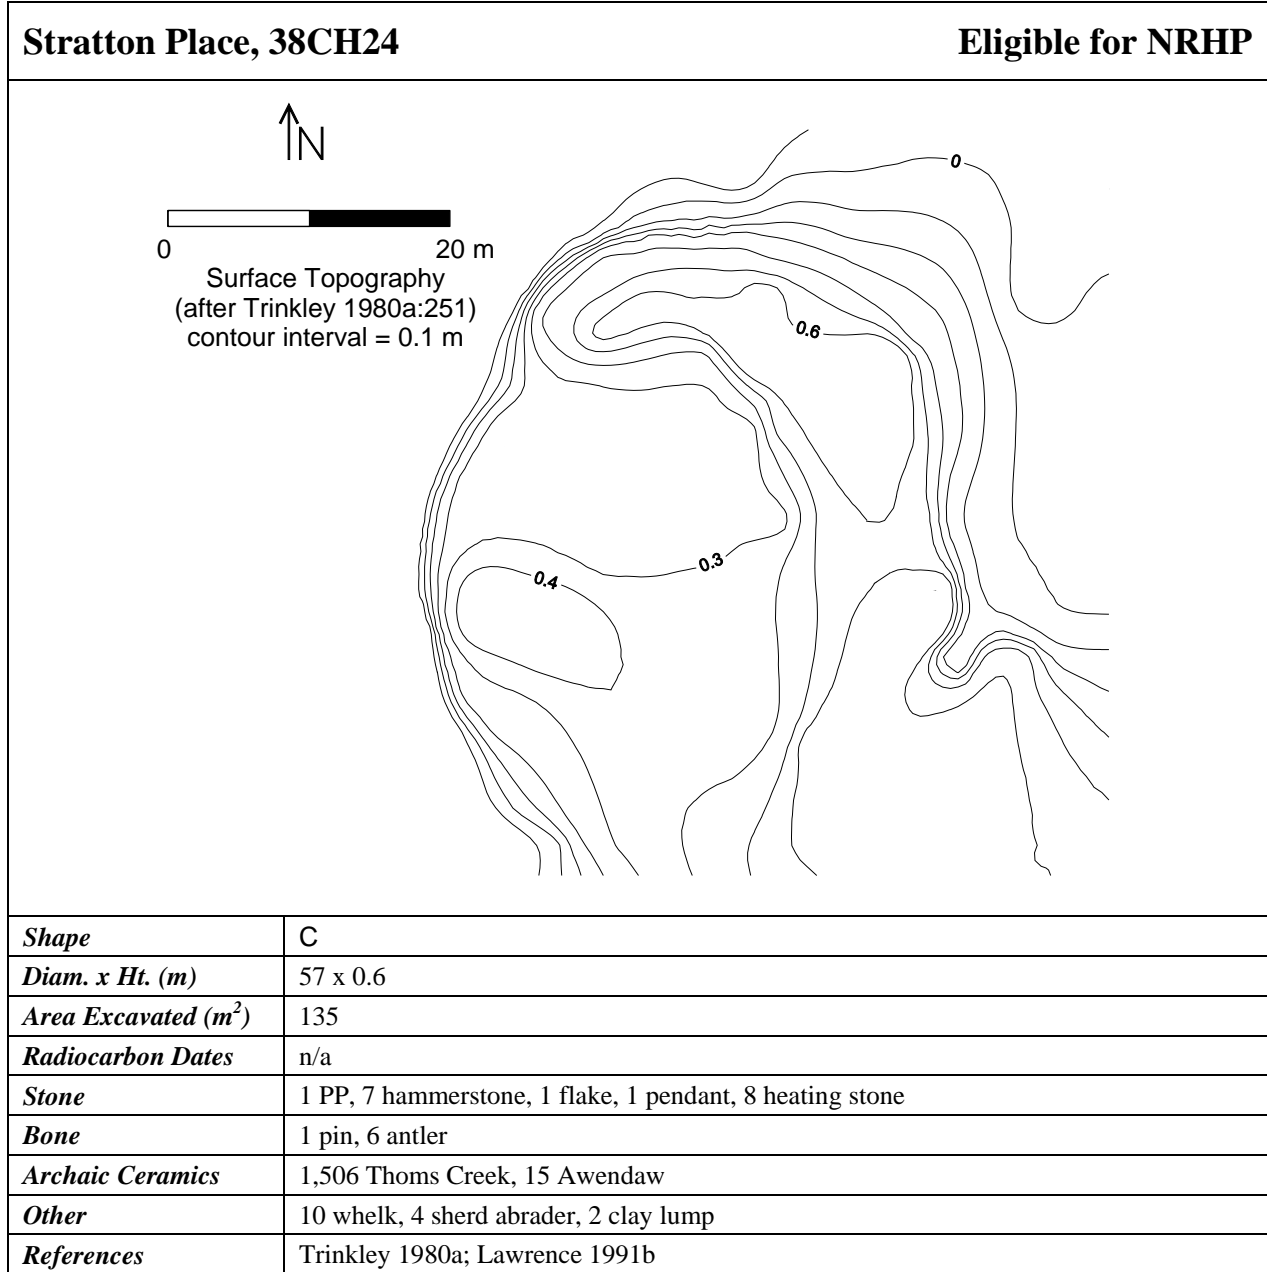 Stratton Place, 38CH24 Eligible for NRHP
N
0 20 m
Surface Topography
(after Trinkley 1980a:251)
contour interval = 0.1 m
0
0.6
0.3
0.4
Shape C
Diam. x Ht. (m) 57 x 0.6
Area Excavated (m²) 135
Radiocarbon Dates n/a
Stone 1 PP, 7 hammerstone, 1 flake, 1 pendant, 8 heating stone
Bone 1 pin, 6 antler
Archaic Ceramics 1,506 Thoms Creek, 15 Awendaw
Other 10 whelk, 4 sherd abrader, 2 clay lump
References Trinkley 1980a; Lawrence 1991b